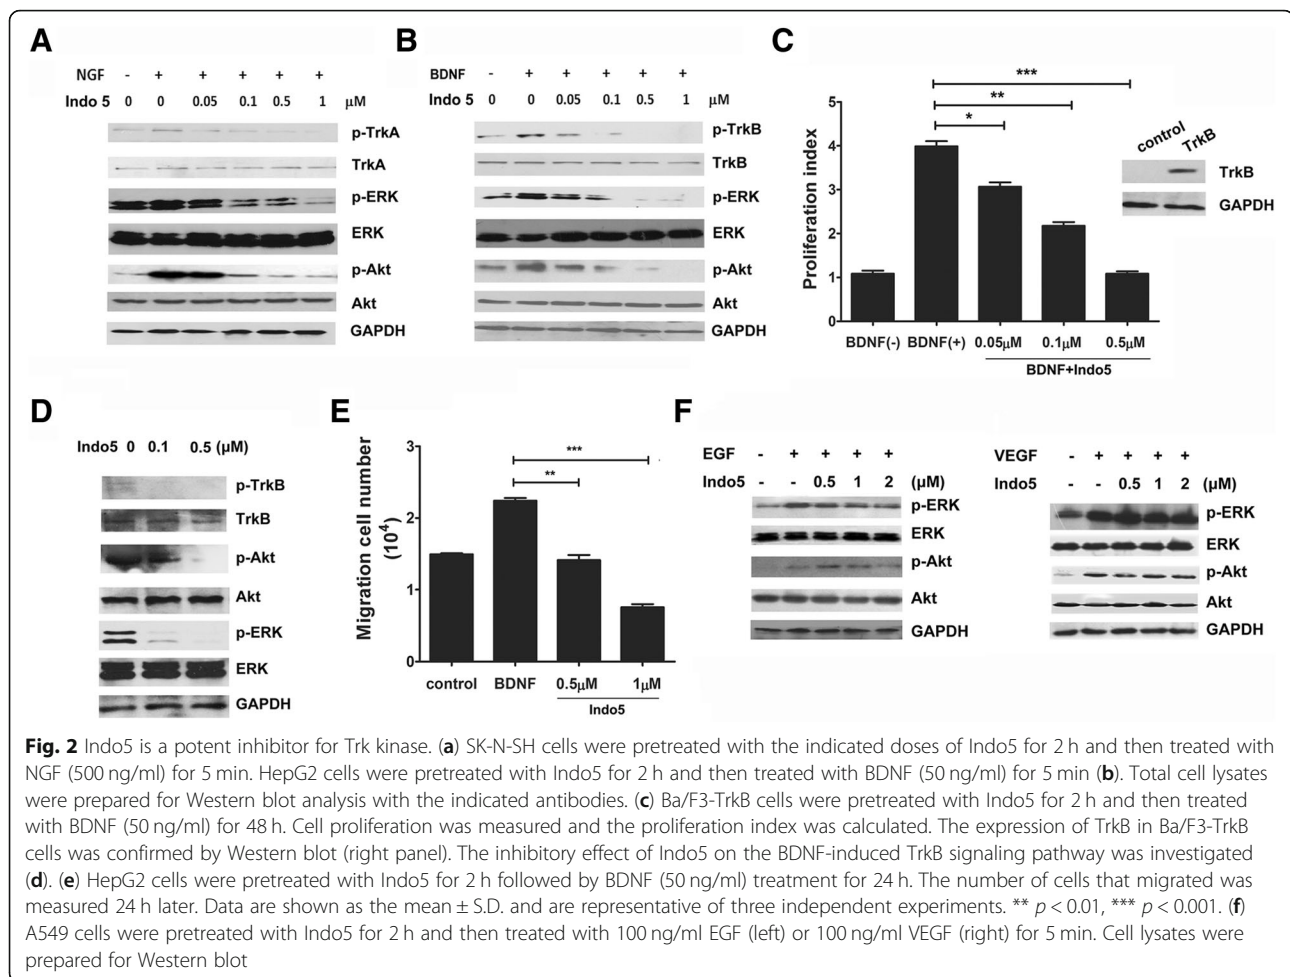 A
NGF - + + + + +
Indo 5 0 0 0.05 0.1 0.5 1 μM
p-TrkA
TrkA
p-ERK
ERK
p-Akt
Akt
GAPDH
B
BDNF - + + + + +
Indo 5 0 0 0.05 0.1 0.5 1 μM
p-TrkB
TrkB
p-ERK
ERK
p-Akt
Akt
GAPDH
C
***
**
*
Proliferation index
5
4
3
2
1
0
BDNF(-) BDNF(+) 0.05μM 0.1μM 0.5μM
BDNF+Indo5
control TrkB
TrkB
GAPDH
D
Indo5 0 0.1 0.5 (μM)
p-TrkB
TrkB
p-Akt
Akt
p-ERK
ERK
GAPDH
E
Migration cell number
(10⁴)
3
2
1
0
***
**
control BDNF 0.5μM 1μM
Indo5
F
EGF - + + + +
Indo5 - - 0.5 1 2 (μM)
p-ERK
ERK
p-Akt
Akt
GAPDH
VEGF - + + + +
Indo5 - - 0.5 1 2 (μM)
p-ERK
ERK
p-Akt
Akt
GAPDH
Fig. 2 Indo5 is a potent inhibitor for Trk kinase. (a) SK-N-SH cells were pretreated with the indicated doses of Indo5 for 2 h and then treated with
NGF (500 ng/ml) for 5 min. HepG2 cells were pretreated with Indo5 for 2 h and then treated with BDNF (50 ng/ml) for 5 min (b). Total cell lysates
were prepared for Western blot analysis with the indicated antibodies. (c) Ba/F3-TrkB cells were pretreated with Indo5 for 2 h and then treated
with BDNF (50 ng/ml) for 48 h. Cell proliferation was measured and the proliferation index was calculated. The expression of TrkB in Ba/F3-TrkB
cells was confirmed by Western blot (right panel). The inhibitory effect of Indo5 on the BDNF-induced TrkB signaling pathway was investigated
(d). (e) HepG2 cells were pretreated with Indo5 for 2 h followed by BDNF (50 ng/ml) treatment for 24 h. The number of cells that migrated was
measured 24 h later. Data are shown as the mean ± S.D. and are representative of three independent experiments. ** p < 0.01, *** p < 0.001. (f)
A549 cells were pretreated with Indo5 for 2 h and then treated with 100 ng/ml EGF (left) or 100 ng/ml VEGF (right) for 5 min. Cell lysates were
prepared for Western blot